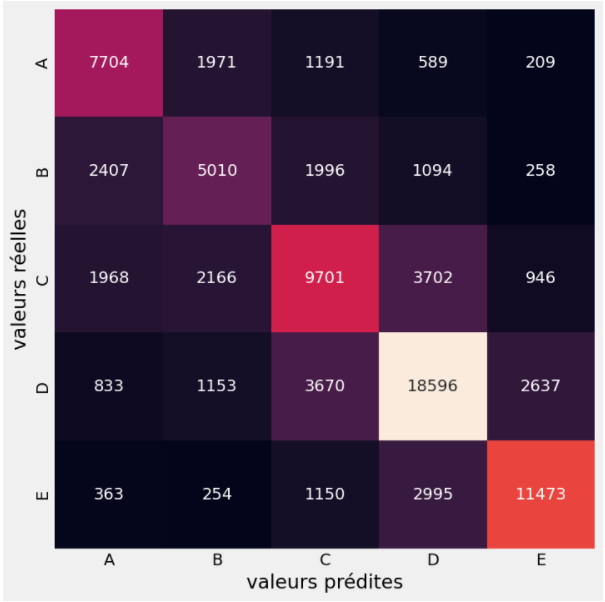 A 7704 1971 1191 589 209
B 2407 5010 1996 1094 258
C 1968 2166 9701 3702 946
D 833 1153 3670 18596 2637
E 363 254 1150 2995 11473
A B C D E
valeurs réelles
valeurs prédites